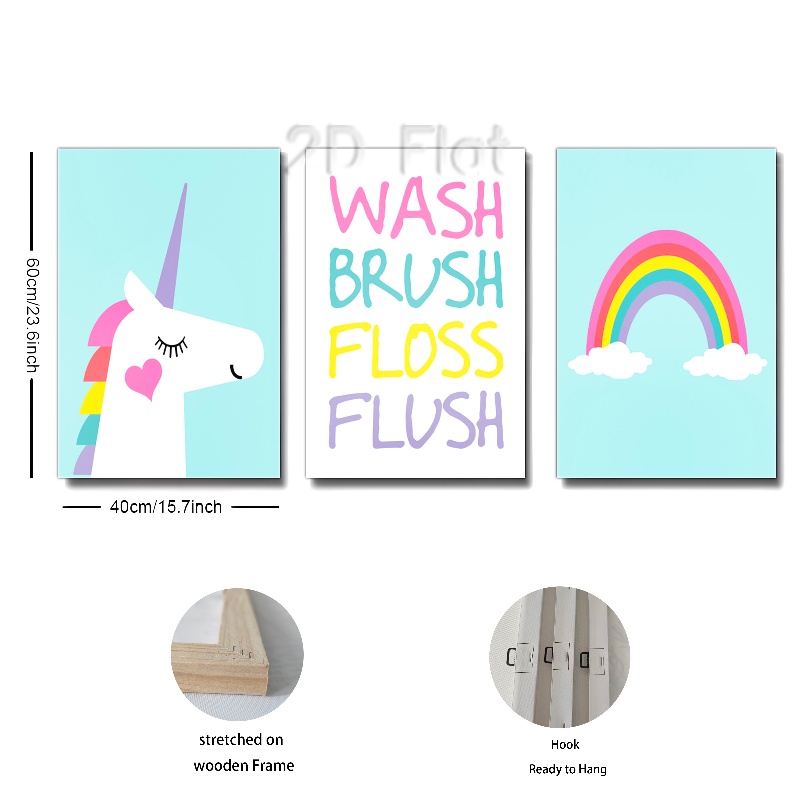 2D Flat
60cm/23.6inch
WASH
BRUSH
FLOSS
FLUSH
40cm/15.7inch
stretched on
wooden Frame
Hook
Ready to Hang